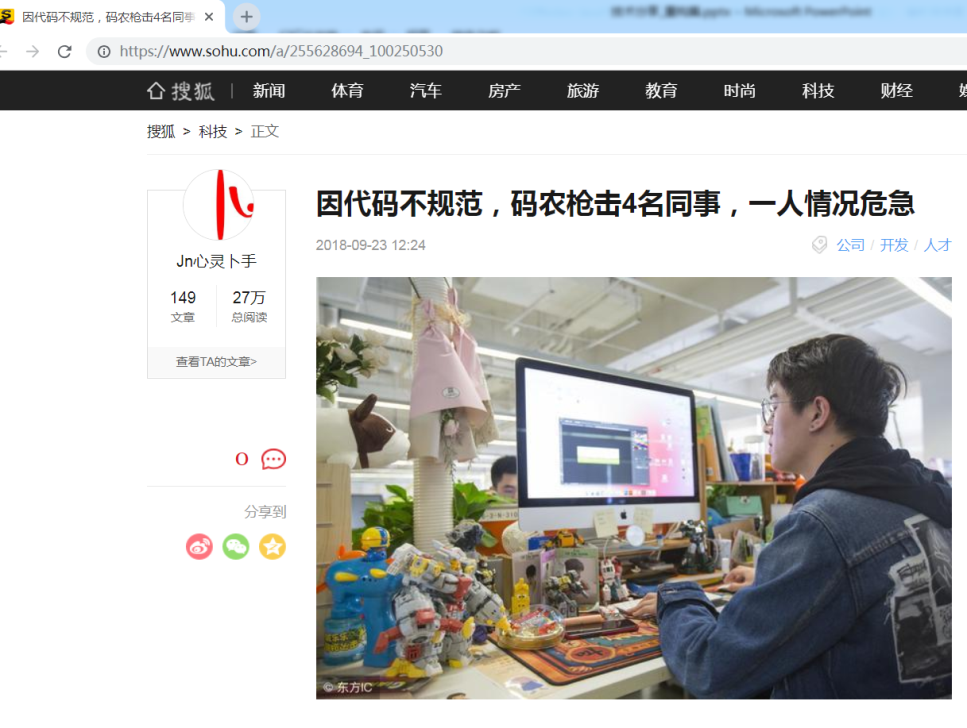 因代码不规范，码农枪击4名同事
https://www.sohu.com/a/255628694_100250530
搜狐 | 新闻 体育 汽车 房产 旅游 教育 时尚 科技 财经
搜狐 > 科技 > 正文
Jn心灵卜手
149 27万
文章 总阅读
查看TA的文章>
0
分享到
因代码不规范，码农枪击4名同事，一人情况危急
2018-09-23 12:24
公司 / 开发 / 人才
©东方IC